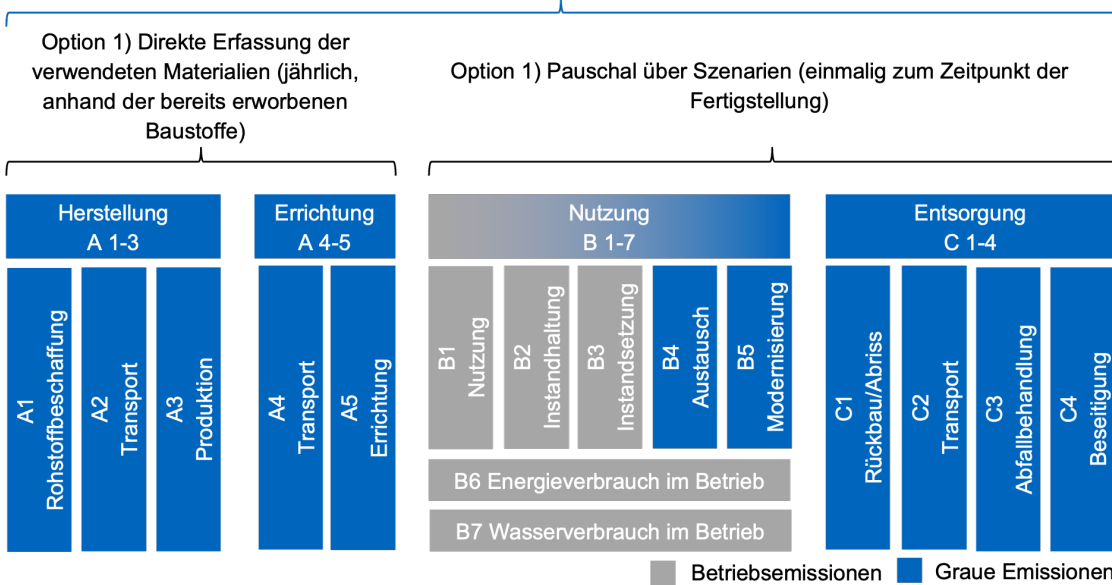 Option 1) Direkte Erfassung der
verwendeten Materialien (jährlich,
anhand der bereits erworbenen
Baustoffe)
Option 1) Pauschal über Szenarien (einmalig zum Zeitpunkt der
Fertigstellung)
Herstellung
A 1-3
Errichtung
A 4-5
Nutzung
B 1-7
Entsorgung
C 1-4
A1
Rohstoffbeschaffung
A2
Transport
A3
Produktion
A4
Transport
A5
Errichtung
B1
Nutzung
B2
Instandhaltung
B3
Instandsetzung
B4
Austausch
B5
Modernisierung
B6 Energieverbrauch im Betrieb
B7 Wasserverbrauch im Betrieb
C1
Rückbau/Abriss
C2
Transport
C3
Abfallbehandlung
C4
Beseitigung
Betriebsemissionen
Graue Emissionen